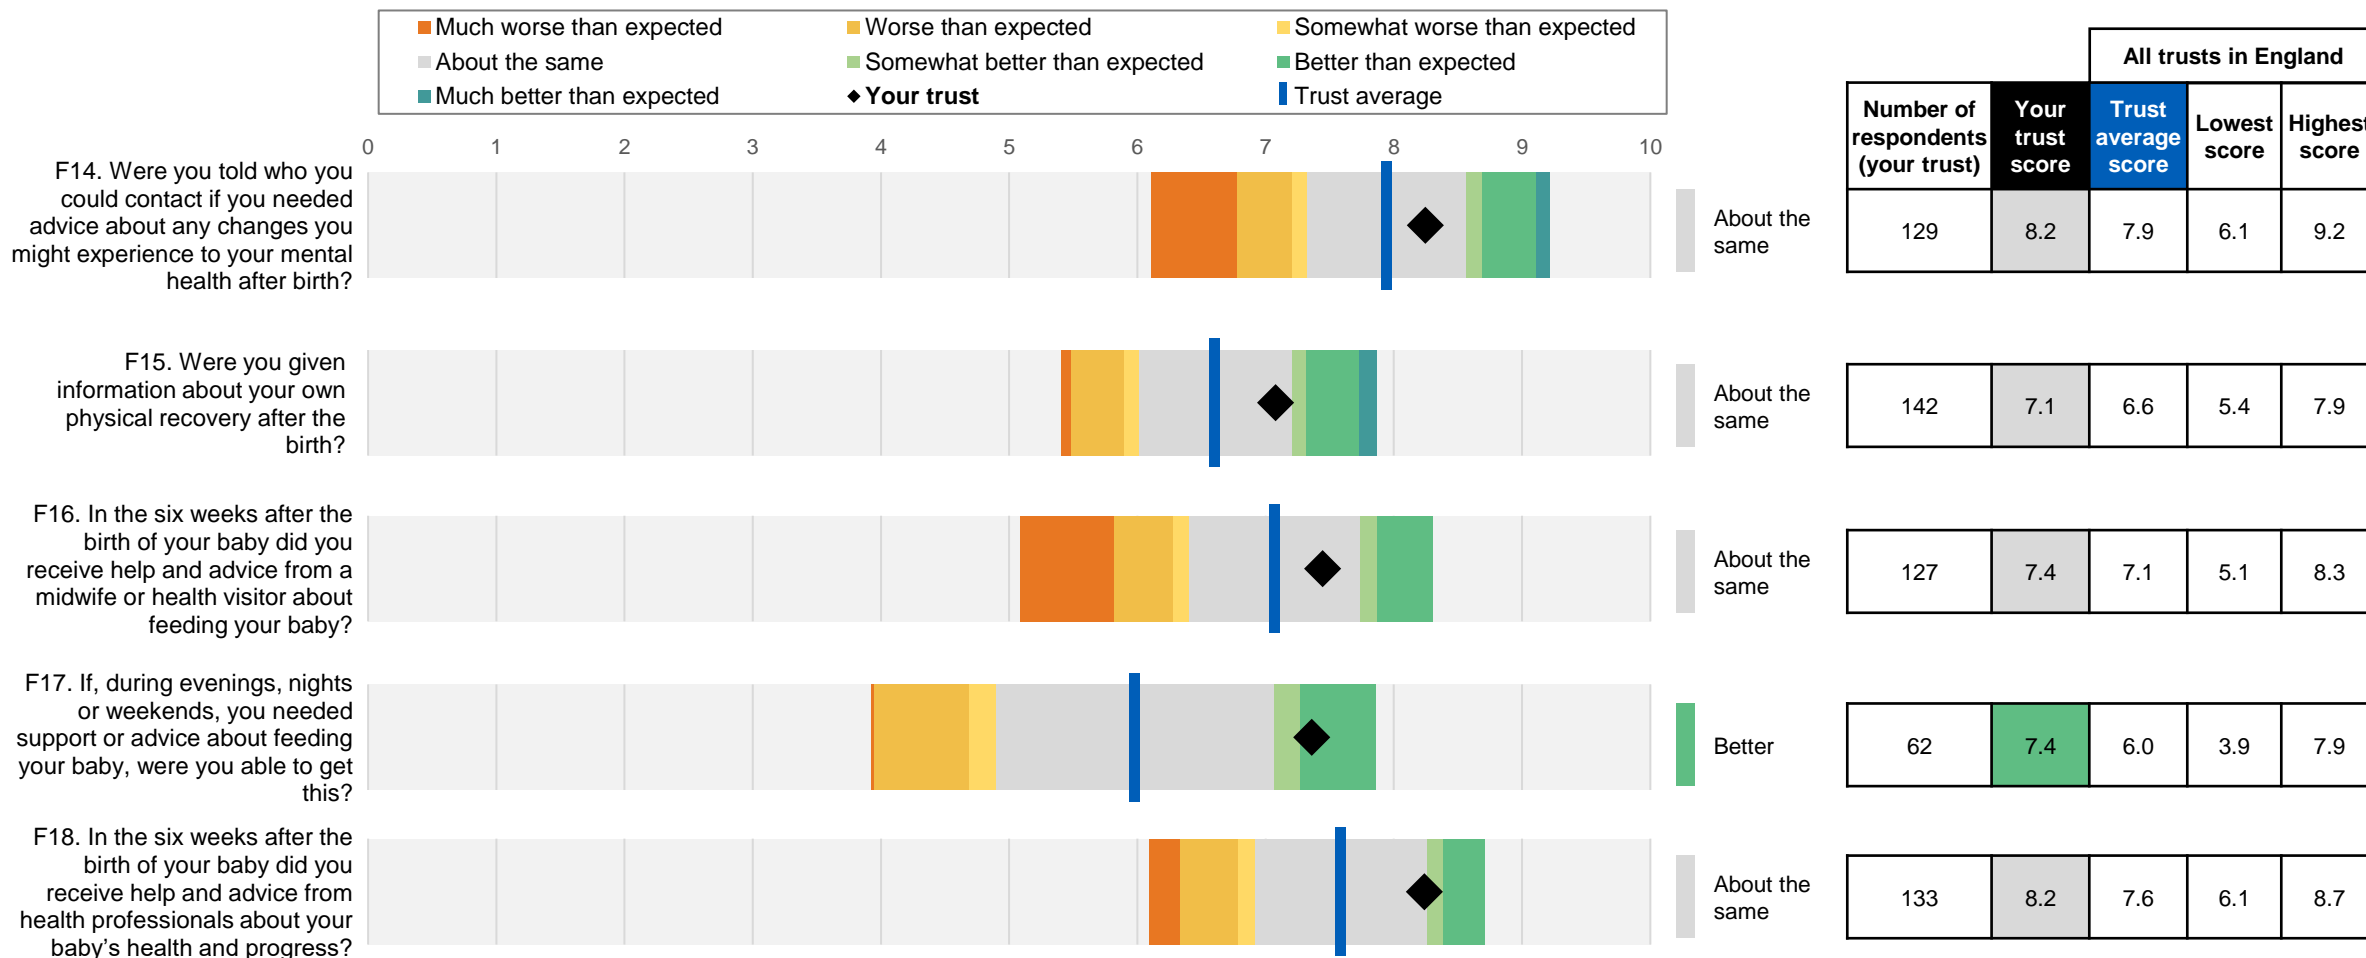 Much worse than expected
Worse than expected
Somewhat worse than expected
About the same
Somewhat better than expected
Better than expected
Much better than expected
Your trust
Trust average
All trusts in England
Number of
respondents
(your trust)
Your
trust
score
Trust
average
score
Lowest
score
Highest
score
0 1 2 3 4 5 6 7 8 9 10
F14. Were you told who you
could contact if you needed
advice about any changes you
might experience to your mental
health after birth?
About the
same
129 8.2 7.9 6.1 9.2
F15. Were you given
information about your own
physical recovery after the
birth?
About the
same
142 7.1 6.6 5.4 7.9
F16. In the six weeks after the
birth of your baby did you
receive help and advice from a
midwife or health visitor about
feeding your baby?
About the
same
127 7.4 7.1 5.1 8.3
F17. If, during evenings, nights
or weekends, you needed
support or advice about feeding
your baby, were you able to get
this?
Better
62 7.4 6.0 3.9 7.9
F18. In the six weeks after the
birth of your baby did you
receive help and advice from
health professionals about your
baby's health and progress?
About the
same
133 8.2 7.6 6.1 8.7